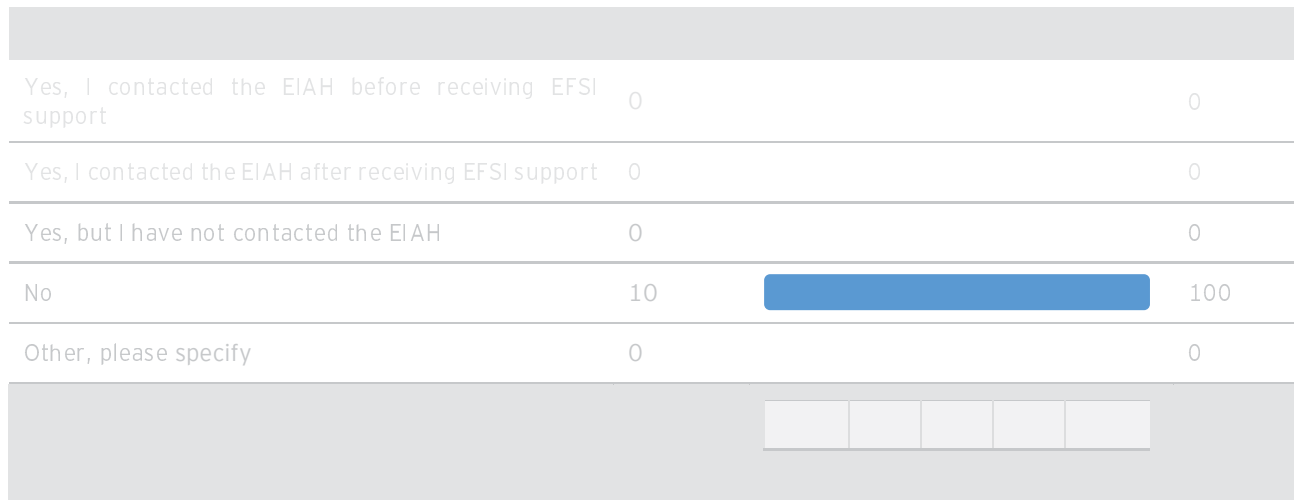 Yes, I contacted the EIAH before receiving EFSI
support 0 0
Yes, I contacted the EIAH after receiving EFSI support 0 0
Yes, but I have not contacted the EIAH 0 0
No 10 100
Other, please specify 0 0